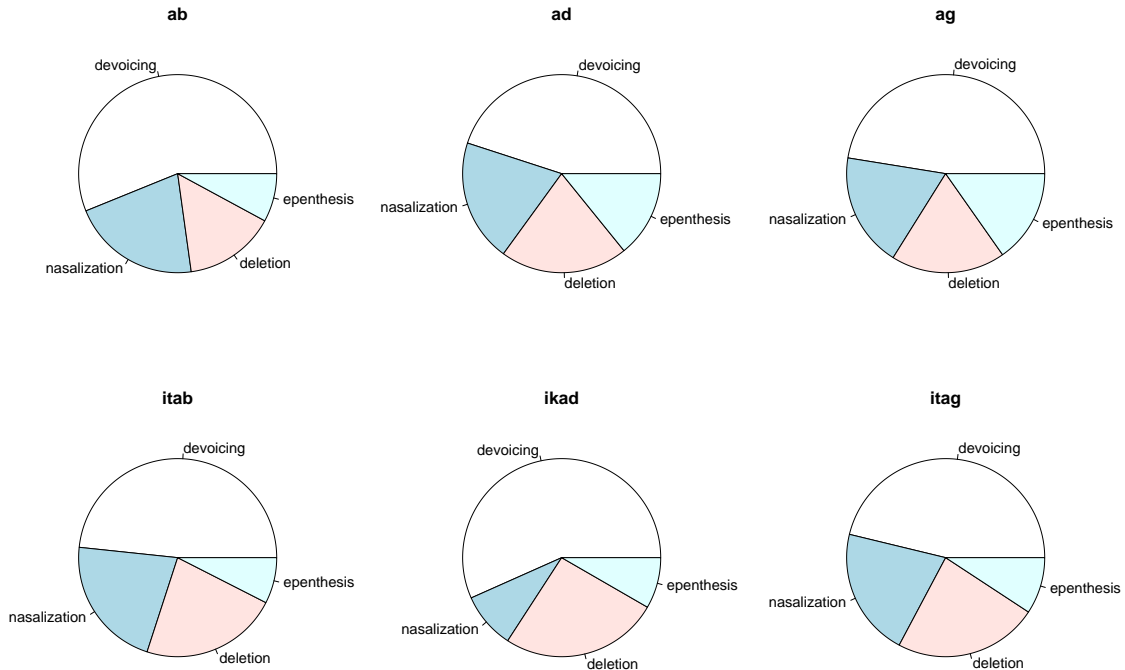 ab
devoicing
nasalization
deletion
epenthesis
ad
devoicing
nasalization
deletion
epenthesis
ag
devoicing
nasalization
deletion
epenthesis
itab
devoicing
nasalization
deletion
epenthesis
ikad
devoicing
nasalization
deletion
epenthesis
itag
devoicing
nasalization
deletion
epenthesis